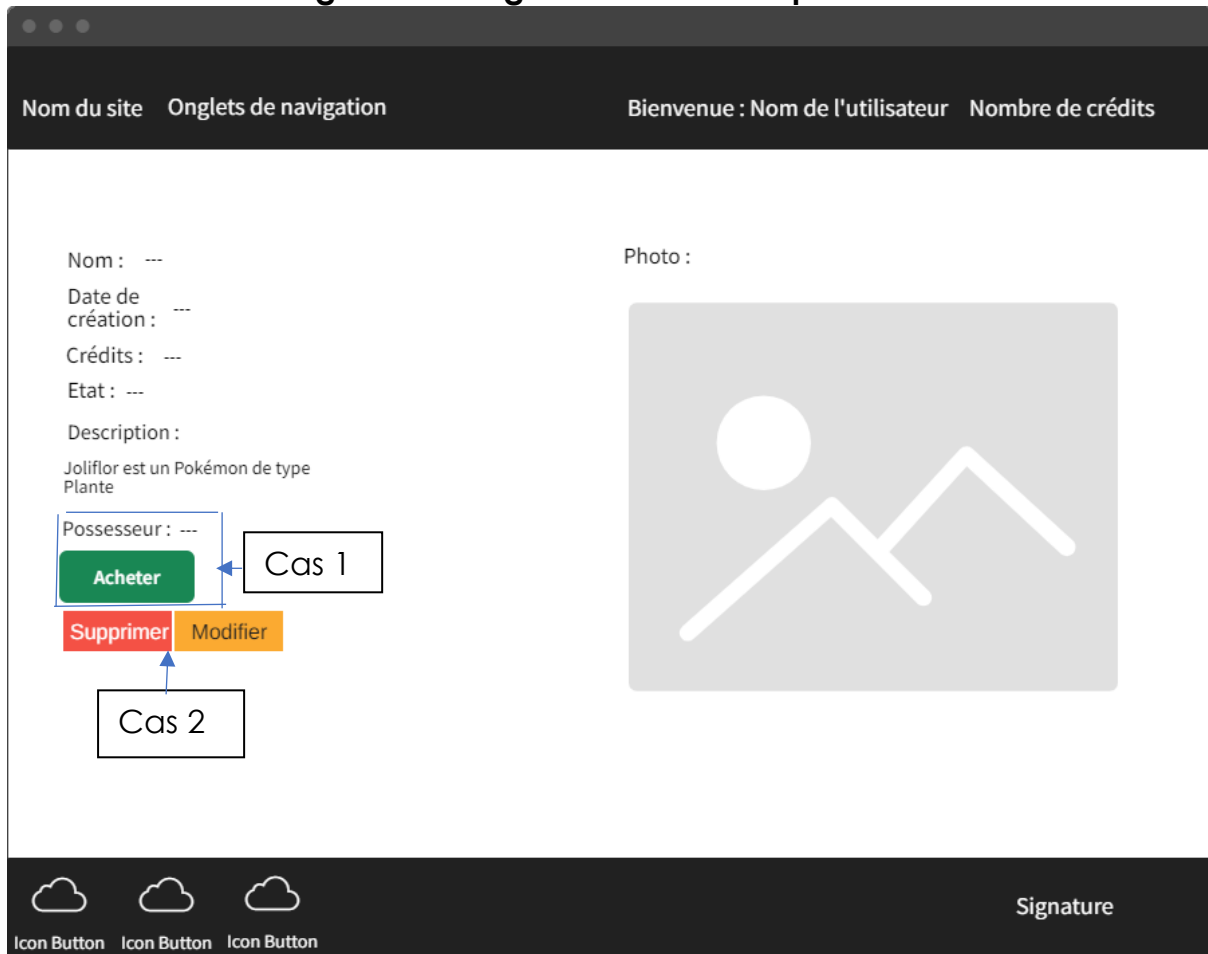 Nom du site Onglets de navigation Bienvenue : Nom de l'utilisateur Nombre de crédits
Nom : ---
Photo :
Date de
création : ---
Crédits : ---
Etat : ---
Description :
Joliflor est un Pokémon de type
Plante
Possesseur : ---
Acheter
Cas 1
Supprimer Modifier
Cas 2
Icon Button Icon Button Icon Button
Signature